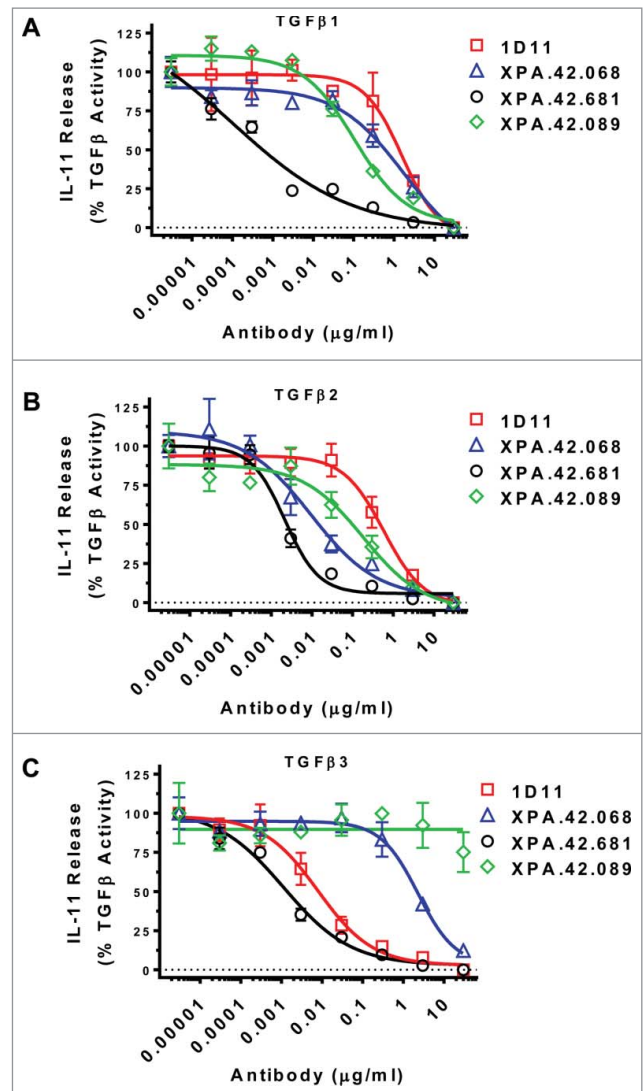 A
TGFβ1
IL-11 Release
(% TGFβ Activity)
125
100
75
50
25
0
0.00001
0.0001
0.001
0.01
0.1
1
10
Antibody (μg/ml)
1D11
XPA.42.068
XPA.42.681
XPA.42.089
B
TGFβ2
IL-11 Release
(% TGFβ Activity)
125
100
75
50
25
0
0.00001
0.0001
0.001
0.01
0.1
1
10
Antibody (μg/ml)
1D11
XPA.42.068
XPA.42.681
XPA.42.089
C
TGFβ3
IL-11 Release
(% TGFβ Activity)
125
100
75
50
25
0
0.00001
0.0001
0.001
0.01
0.1
1
10
Antibody (μg/ml)
1D11
XPA.42.068
XPA.42.681
XPA.42.089